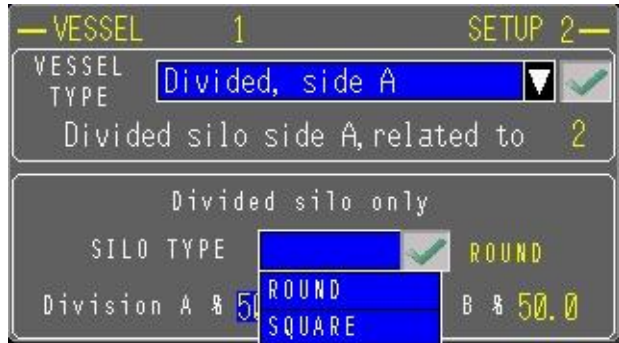 VESSEL 1 SETUP 2
VESSEL TYPE Divided, side A
Divided silo side A, related to 2
Divided silo only
SILO TYPE ROUND
ROUND
Division A % 50 B % 50.0
SQUARE